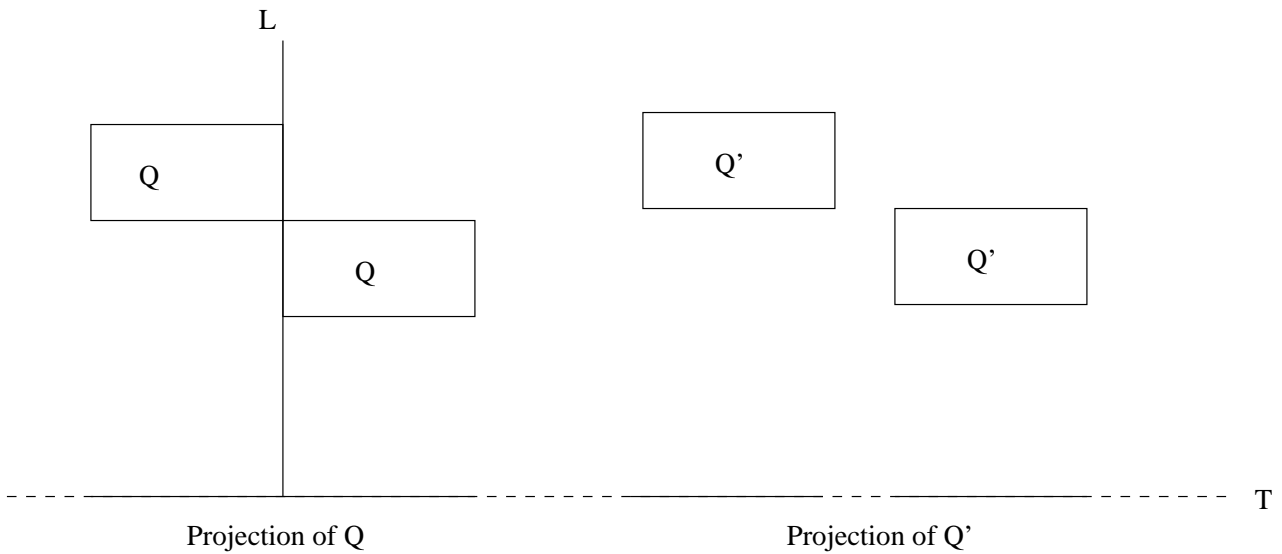 L
Q
Q'
Q
Q'
T
Projection of Q
Projection of Q'